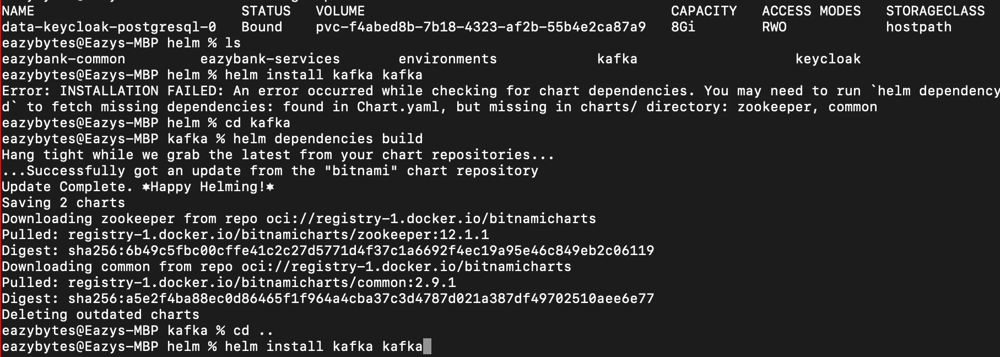 NAME STATUS VOLUME CAPACITY ACCESS MODES STORAGECLASS
data-keycloak-postgresql-0 Bound pvc-f4abed8b-7b18-4323-af2b-55b4e2ca87a9 8Gi RWO hostpath
eazybytes@Eazys-MBP helm % ls
eazybank-common eazybank-services environments kafka keycloak
eazybytes@Eazys-MBP helm % helm install kafka kafka
Error: INSTALLATION FAILED: An error occurred while checking for chart dependencies. You may need to run `helm dependency
d` to fetch missing dependencies: found in Chart.yaml, but missing in charts/ directory: zookeeper, common
eazybytes@Eazys-MBP helm % cd kafka
eazybytes@Eazys-MBP kafka % helm dependencies build
Hang tight while we grab the latest from your chart repositories...
...Successfully got an update from the "bitnami" chart repository
Update Complete. ⎈Happy Helming!⎈
Saving 2 charts
Downloading zookeeper from repo oci://registry-1.docker.io/bitnamicharts
Pulled: registry-1.docker.io/bitnamicharts/zookeeper:12.1.1
Digest: sha256:6b49c5fbc00cffe41c2c27d5771d4f37c1a6692f4ec19a95e46c849eb2c06119
Downloading common from repo oci://registry-1.docker.io/bitnamicharts
Pulled: registry-1.docker.io/bitnamicharts/common:2.9.1
Digest: sha256:a5e2f4ba88ec0d86465f1f964a4cba37c3d4787d021a387df49702510aee6e77
Deleting outdated charts
eazybytes@Eazys-MBP kafka % cd ..
eazybytes@Eazys-MBP helm % helm install kafka kafka